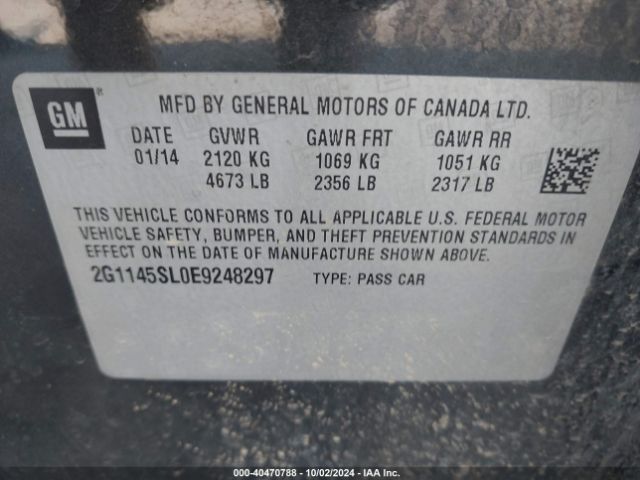 GM®
MFD BY GENERAL MOTORS OF CANADA LTD.
DATE GVWR GAWR FRT GAWR RR
01/14 2120 KG 1069 KG 1051 KG
4673 LB 2356 LB 2317 LB
THIS VEHICLE CONFORMS TO ALL APPLICABLE U.S. FEDERAL MOTOR
VEHICLE SAFETY, BUMPER, AND THEFT PREVENTION STANDARDS IN
EFFECT ON THE DATE OF MANUFACTURE SHOWN ABOVE.
2G1145SL0E9248297 TYPE: PASS CAR
000-40470788 - 10/02/2024 - IAA Inc.